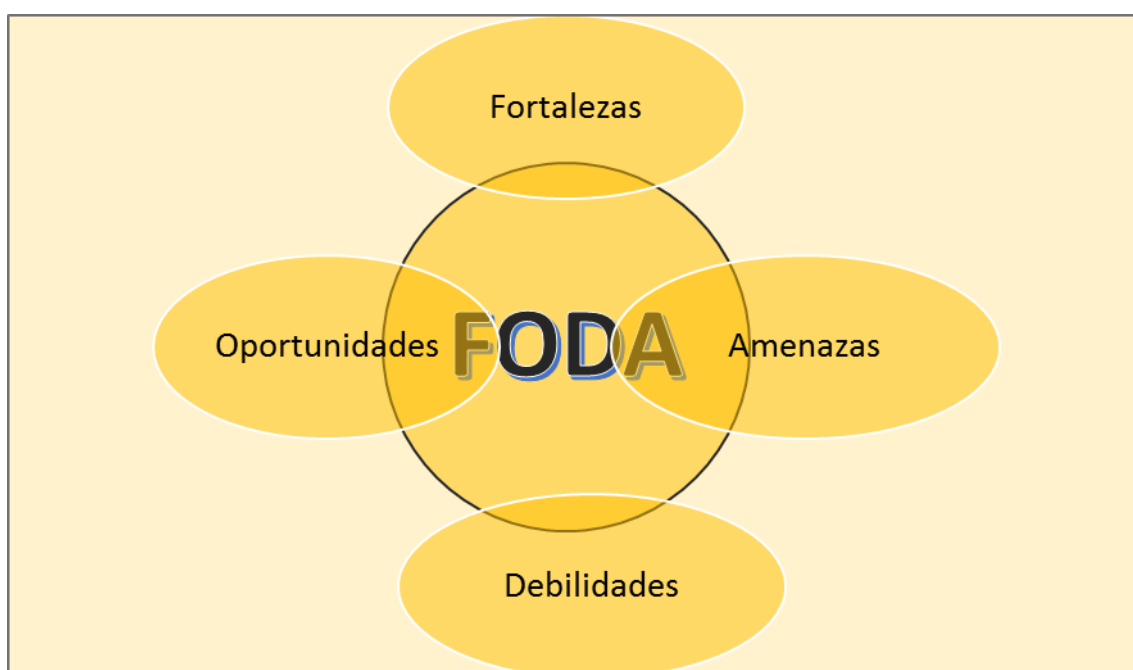 Fortalezas
Oportunidades
FODA
Amenazas
Debilidades